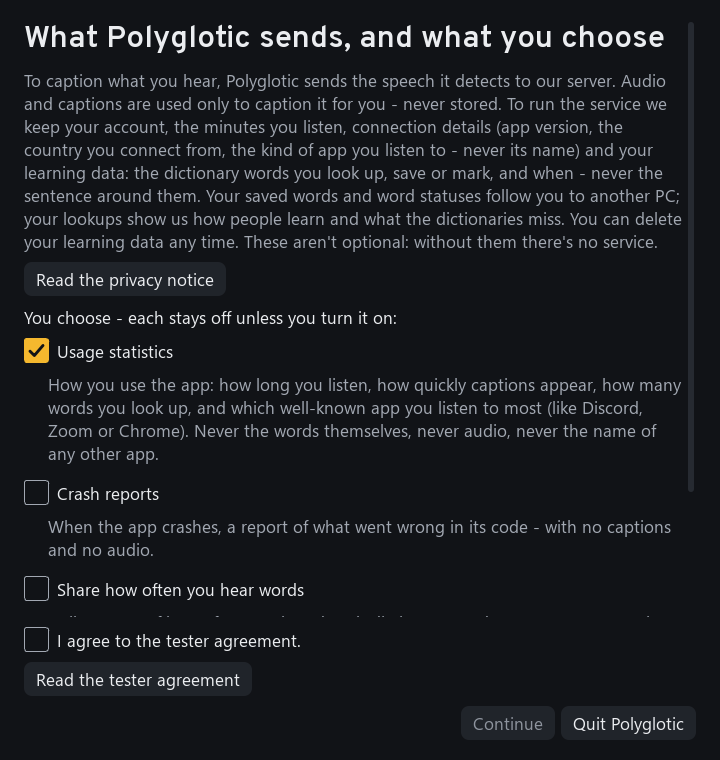 What Polyglotic sends, and what you choose
To caption what you hear, Polyglotic sends the speech it detects to our server. Audio
and captions are used only to caption it for you - never stored. To run the service we
keep your account, the minutes you listen, connection details (app version, the
country you connect from, the kind of app you listen to - never its name) and your
learning data: the dictionary words you look up, save or mark, and when - never the
sentence around them. Your saved words and word statuses follow you to another PC;
your lookups show us how people learn and what the dictionaries miss. You can delete
your learning data any time. These aren't optional: without them there's no service.
Read the privacy notice
You choose - each stays off unless you turn it on:
Usage statistics
How you use the app: how long you listen, how quickly captions appear, how many
words you look up, and which well-known app you listen to most (like Discord,
Zoom or Chrome). Never the words themselves, never audio, never the name of
any other app.
Crash reports
When the app crashes, a report of what went wrong in its code - with no captions
and no audio.
Share how often you hear words
I agree to the tester agreement.
Read the tester agreement
Continue
Quit Polyglotic